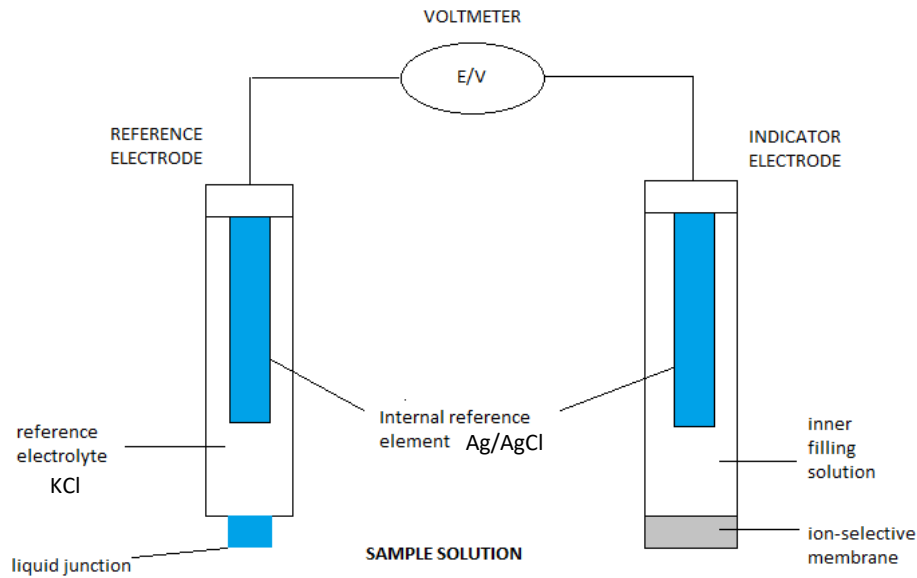 VOLTMETER
E/V
REFERENCE
ELECTRODE
INDICATOR
ELECTRODE
Internal reference
element Ag/AgCl
reference
electrolyte
KCl
inner
filling
solution
liquid junction
SAMPLE SOLUTION
ion-selective
membrane